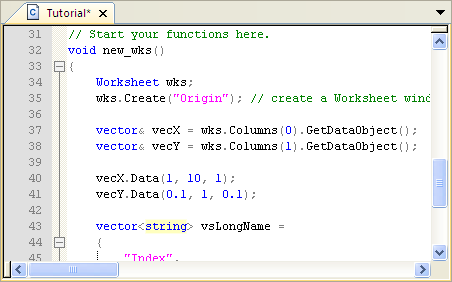 Tutorial*
31 // Start your functions here.
32 void new_wks()
33 {
34 Worksheet wks;
35 wks.Create("Origin"); // create a Worksheet wind
36
37 vector& vecX = wks.Columns(0).GetDataObject();
38 vector& vecY = wks.Columns(1).GetDataObject();
39
40 vecX.Data(1, 10, 1);
41 vecY.Data(0.1, 1, 0.1);
42
43 vector<string> vsLongName =
44 {
45 "Index",